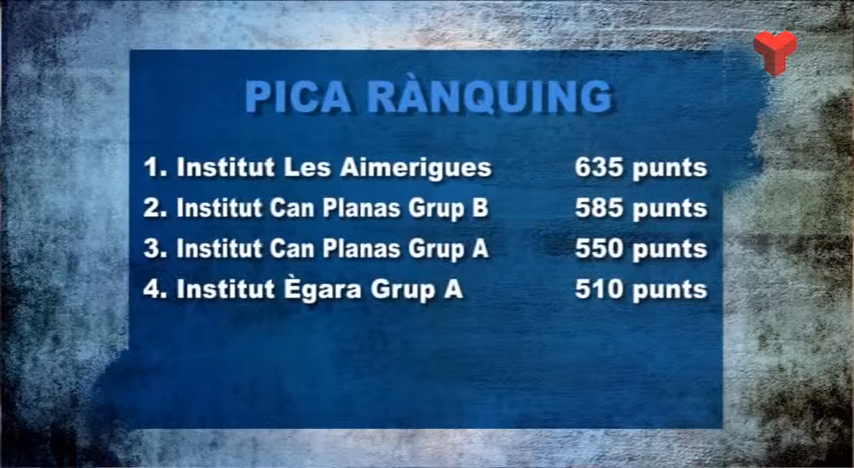 PICA RÀNQUING
1. Institut Les Aimerigues 635 punts
2. Institut Can Planas Grup B 585 punts
3. Institut Can Planas Grup A 550 punts
4. Institut Ègara Grup A 510 punts